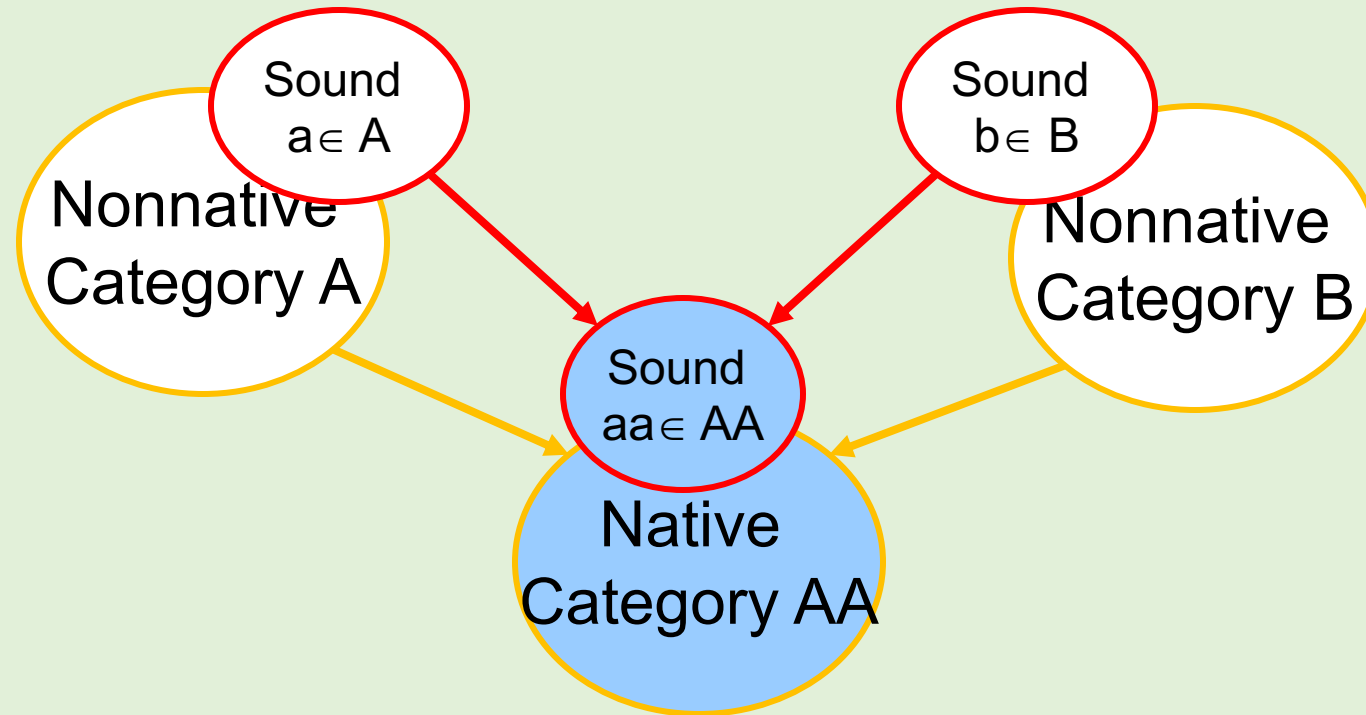 Sound
a∈ A
Nonnative
Category A
Sound
b∈ B
Nonnative
Category B
Sound
aa∈ AA
Native
Category AA